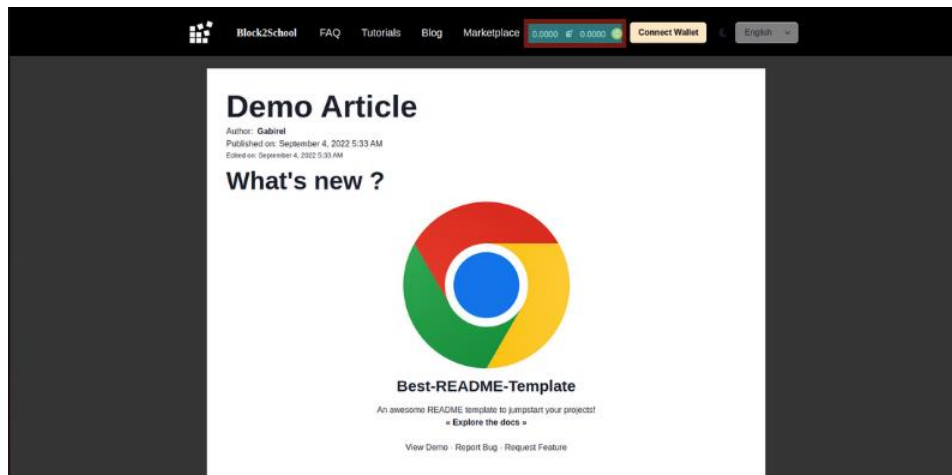 Block2School FAQ Tutorials Blog Marketplace 0.0000 0.0000 Connect Wallet English
Demo Article
Author: Gabirel
Published on: September 4, 2022 5:33 AM
Edited on: September 4, 2022 5:33 AM
What's new ?
Best-README-Template
An awesome README template to jumpstart your projects!
« Explore the docs »
View Demo · Report Bug · Request Feature